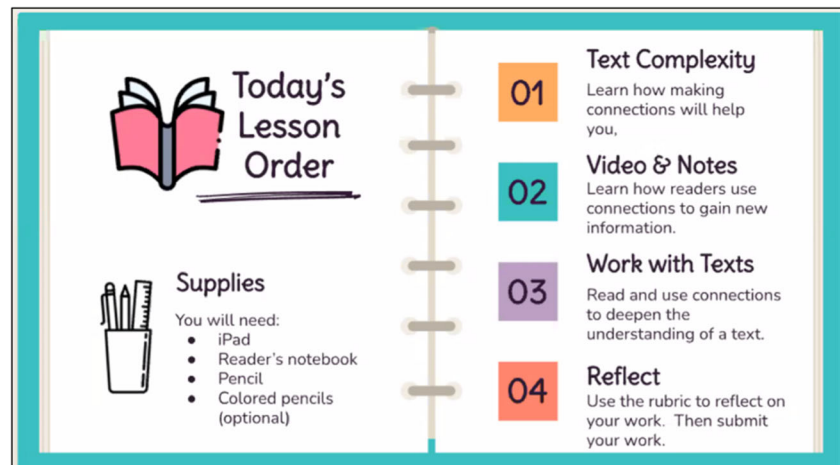 Today's
Lesson
Order
Supplies
You will need:
● iPad
● Reader's notebook
● Pencil
● Colored pencils
(optional)
01
Text Complexity
Learn how making
connections will help
you,
02
Video & Notes
Learn how readers use
connections to gain new
information.
03
Work with Texts
Read and use connections
to deepen the
understanding of a text.
04
Reflect
Use the rubric to reflect on
your work.  Then submit
your work.